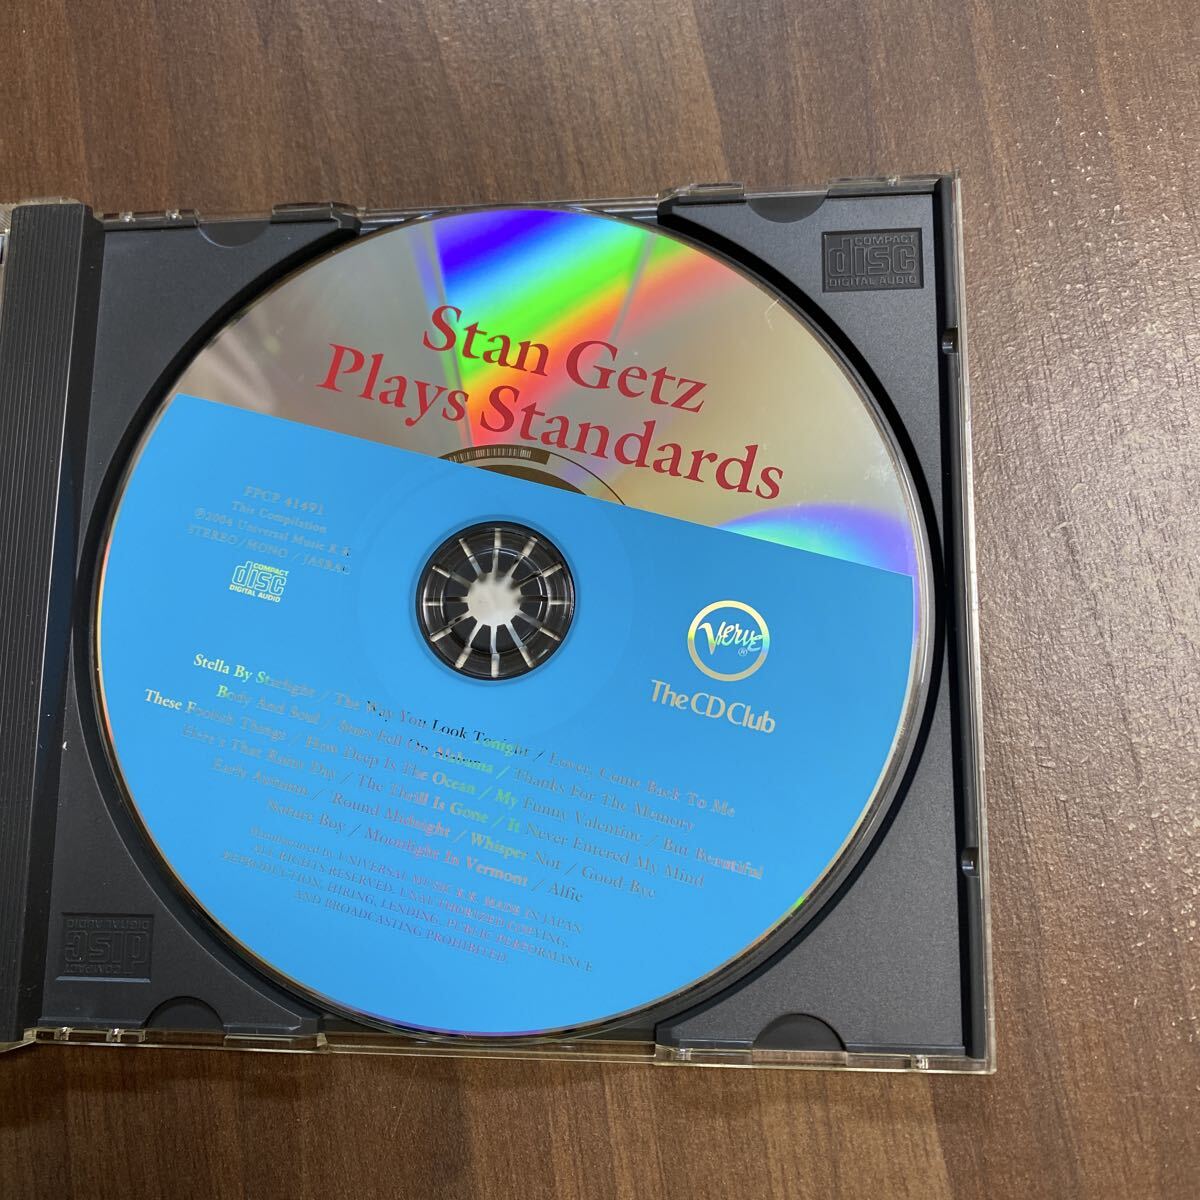 COMPACT
disc
DIGITAL AUDIO
Stan Getz
Plays Standards
FPCP 41491
This Compilation
℗2004 Universal Music K.K.
STEREO/MONO/JASRAC
COMPACT
disc
DIGITAL AUDIO
Verve®
The CD Club
Stella By Starlight / The Way You Look Tonight / Lover, Come Back To Me
Body And Soul / Stars Fell On Alabama / Thanks For The Memory
These Foolish Things / How Deep Is The Ocean / My Funny Valentine / But Beautiful
Here's That Rainy Day / The Thrill Is Gone / It Never Entered My Mind
Early Autumn / 'Round Midnight / Whisper Not / Good-Bye
Nature Boy / Moonlight In Vermont / Alfie
Manufactured by UNIVERSAL MUSIC K.K. MADE IN JAPAN
ALL RIGHTS RESERVED. UNAUTHORIZED COPYING,
REPRODUCTION, HIRING, LENDING, PUBLIC PERFORMANCE
AND BROADCASTING PROHIBITED.
COMPACT
disc
DIGITAL AUDIO